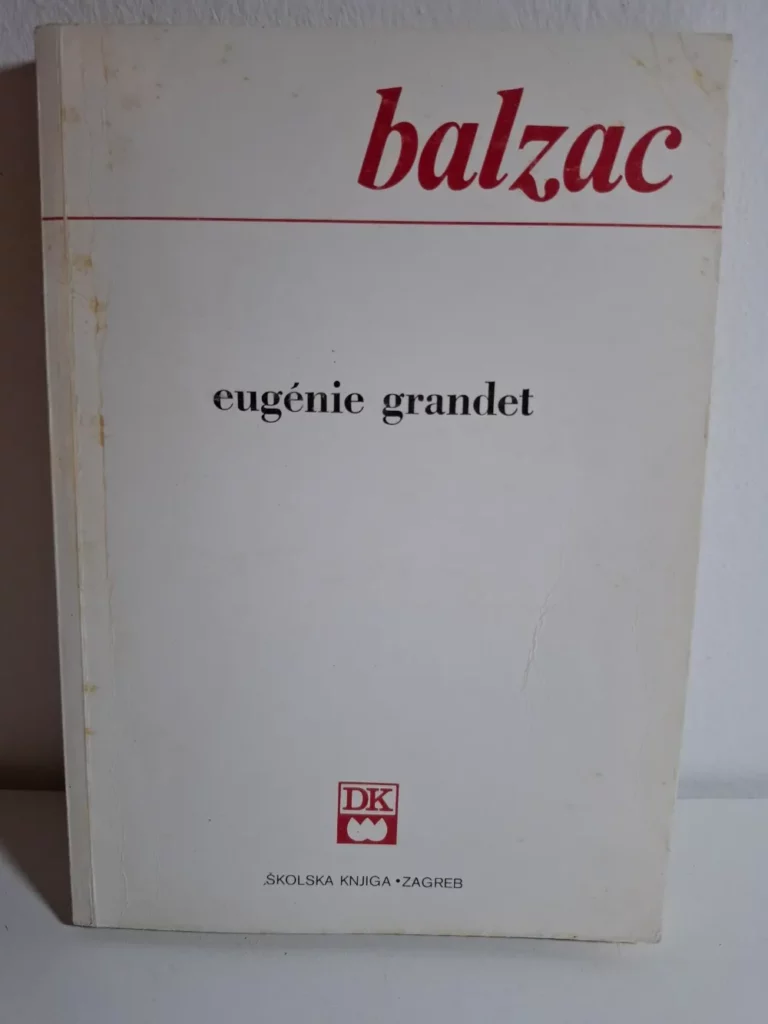 balzac
eugénie grandet
DK
ŠKOLSKA KNJIGA • ZAGREB